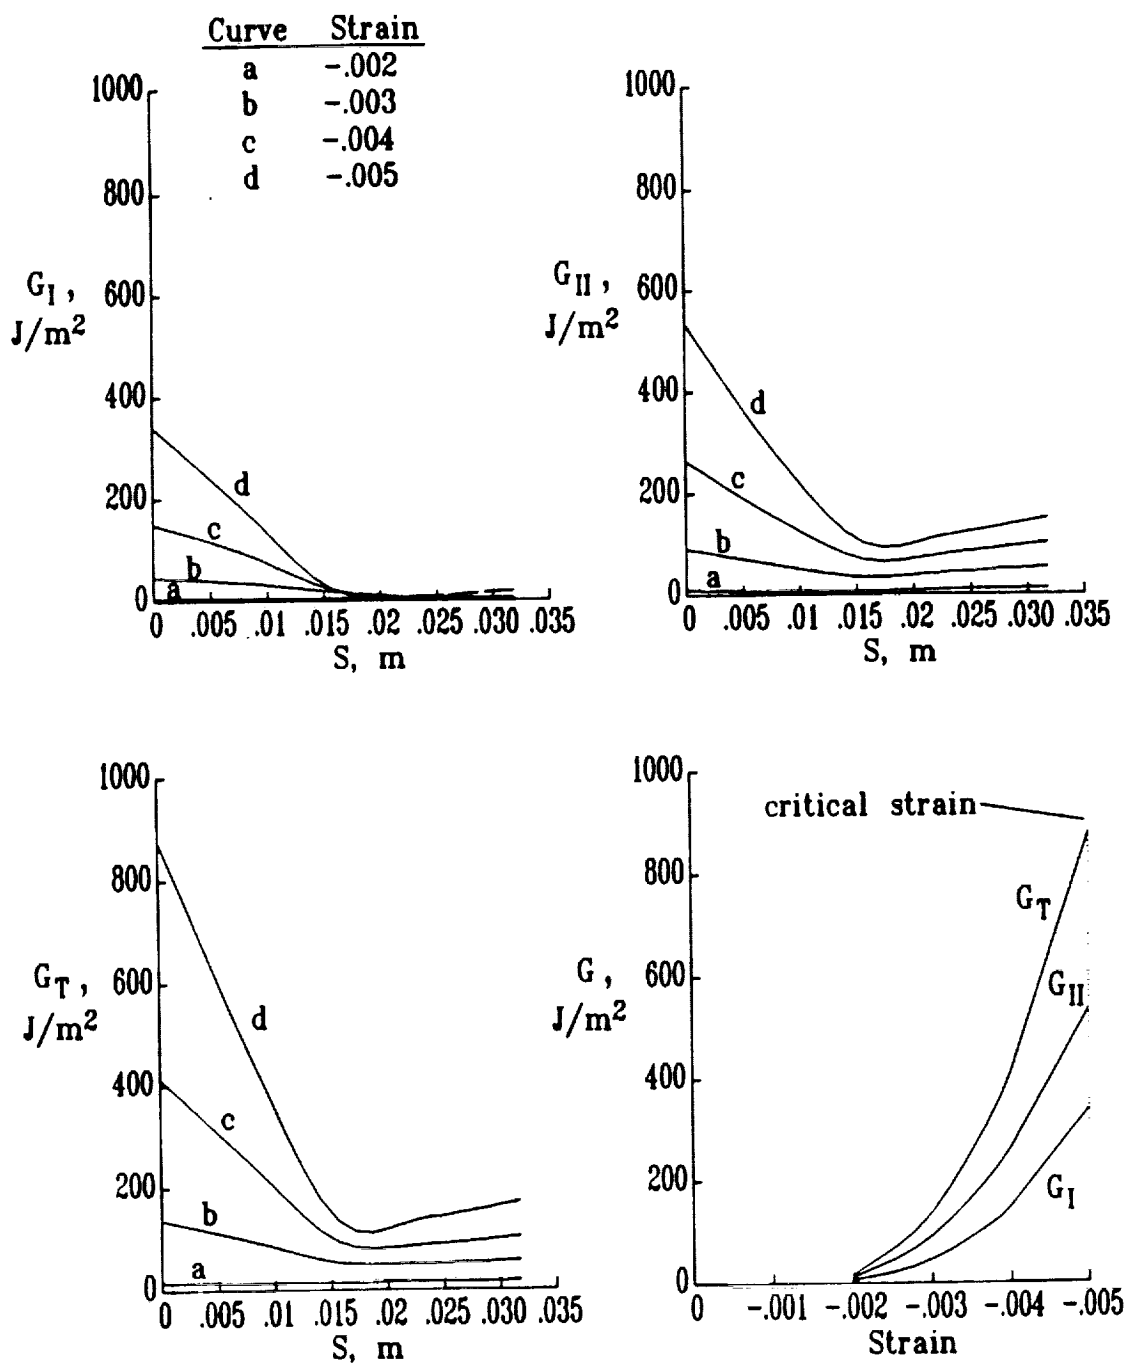 Curve Strain
a -.002
b -.003
c -.004
d -.005
1000
800
600
400
200
0
G_I,
J/m²
d
c
b
a
0 .005 .01 .015 .02 .025 .030 .035
S, m
1000
800
600
400
200
0
G_II,
J/m²
d
c
b
a
0 .005 .01 .015 .02 .025 .030 .035
S, m
1000
800
600
400
200
0
G_T,
J/m²
d
c
b
a
0 .005 .01 .015 .02 .025 .030 .035
S, m
1000
800
600
400
200
0
G,
J/m²
critical strain
G_T
G_II
G_I
0 -.001 -.002 -.003 -.004 -.005
Strain